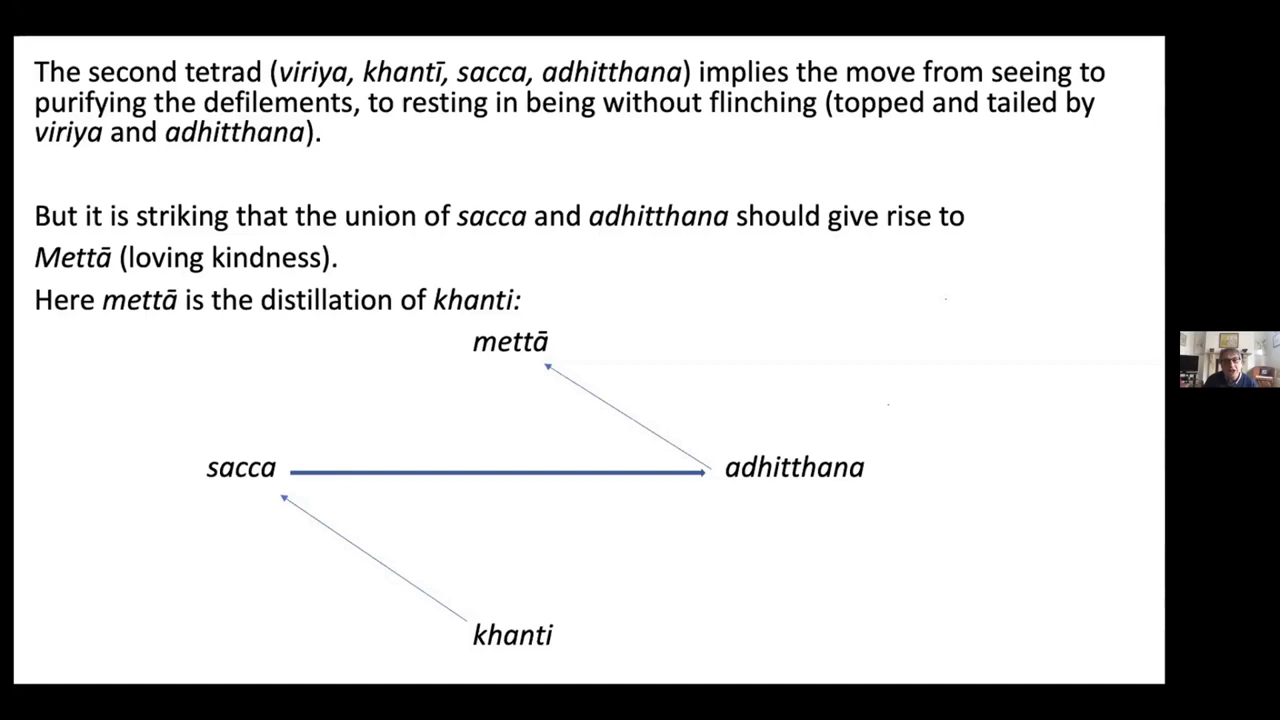 The second tetrad (viriya, khantī, sacca, adhitthana) implies the move from seeing to
purifying the defilements, to resting in being without flinching (topped and tailed by
viriya and adhitthana).
But it is striking that the union of sacca and adhitthana should give rise to
Mettā (loving kindness).
Here mettā is the distillation of khanti:
mettā
sacca
adhitthana
khanti